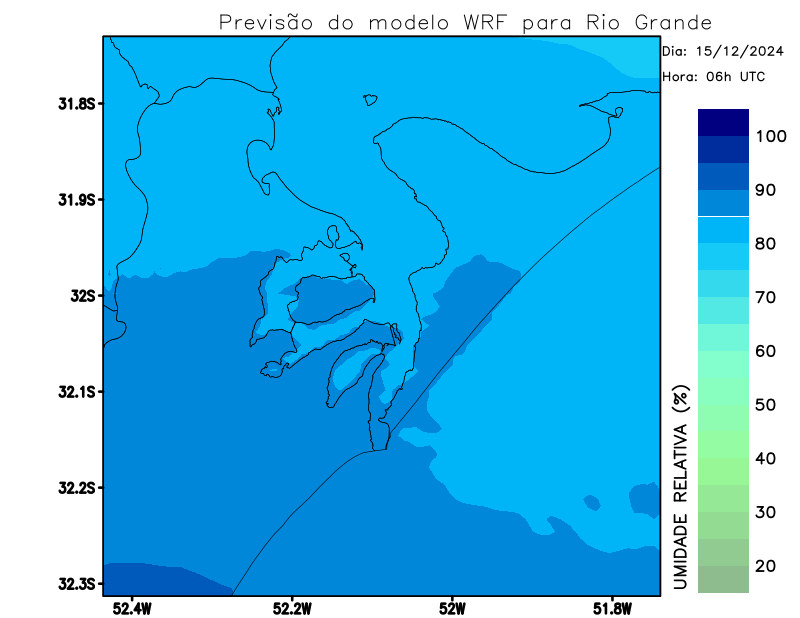 Previsão do modelo WRF para Rio Grande
Dia: 15/12/2024
Hora: 06h UTC
31.8S
31.9S
32S
32.1S
32.2S
32.3S
52.4W
52.2W
52W
51.8W
100
90
80
70
60
50
40
30
20
UMIDADE RELATIVA (%)